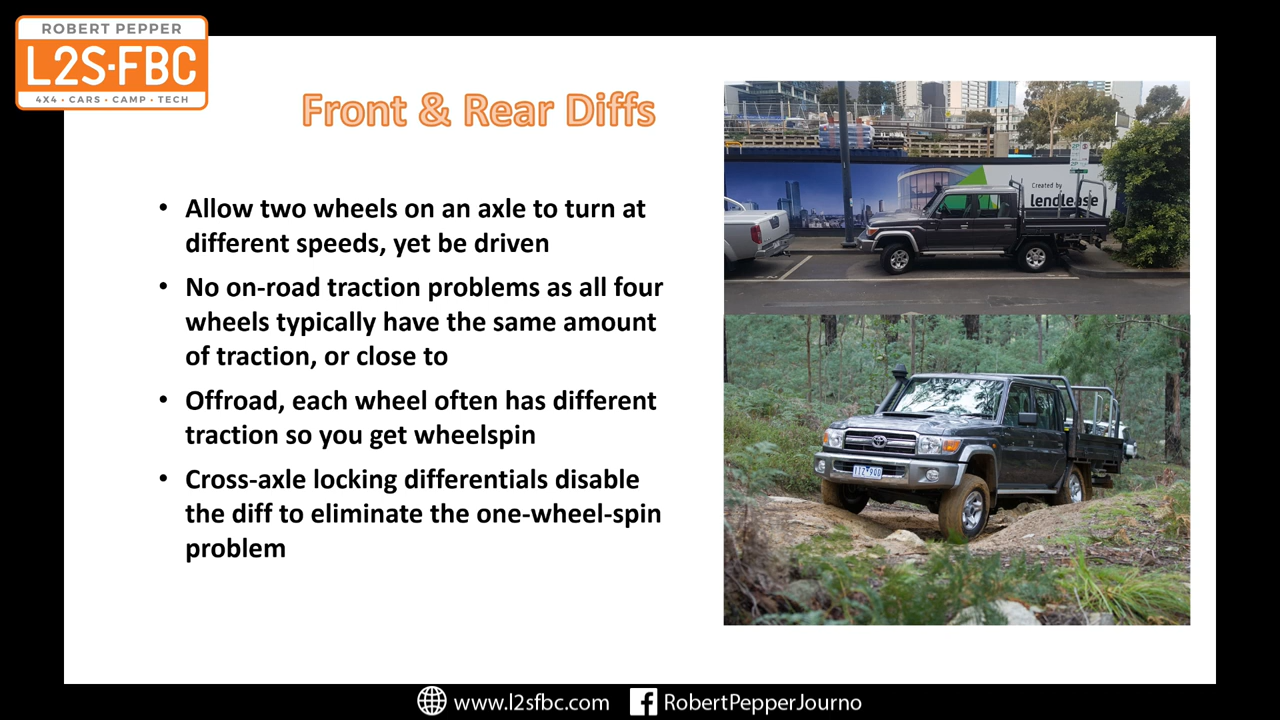 ROBERT PEPPER
L2S·FBC
4X4 • CARS • CAMP • TECH
Front & Rear Diffs
• Allow two wheels on an axle to turn at
different speeds, yet be driven
• No on-road traction problems as all four
wheels typically have the same amount
of traction, or close to
• Offroad, each wheel often has different
traction so you get wheelspin
• Cross-axle locking differentials disable
the diff to eliminate the one-wheel-spin
problem
Created by
lendlease
www.l2sfbc.com
RobertPepperJourno